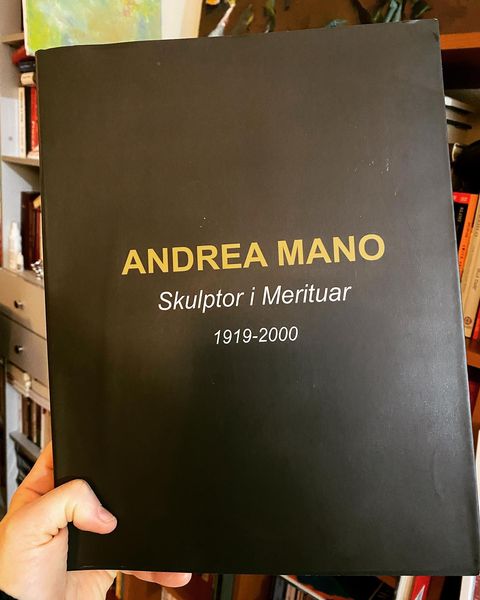 ANDREA MANO
Skulptor i Merituar
1919-2000